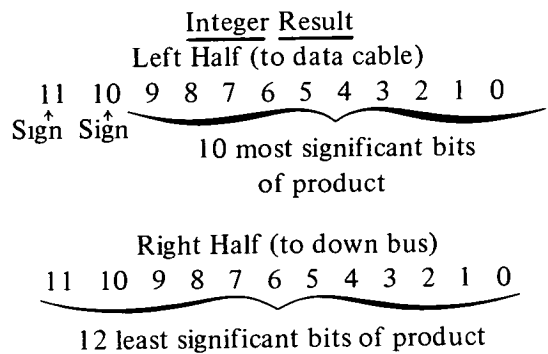 Integer Result
Left Half (to data cable)
11 10 9 8 7 6 5 4 3 2 1 0
Sign Sign
10 most significant bits
of product
Right Half (to down bus)
11 10 9 8 7 6 5 4 3 2 1 0
12 least significant bits of product